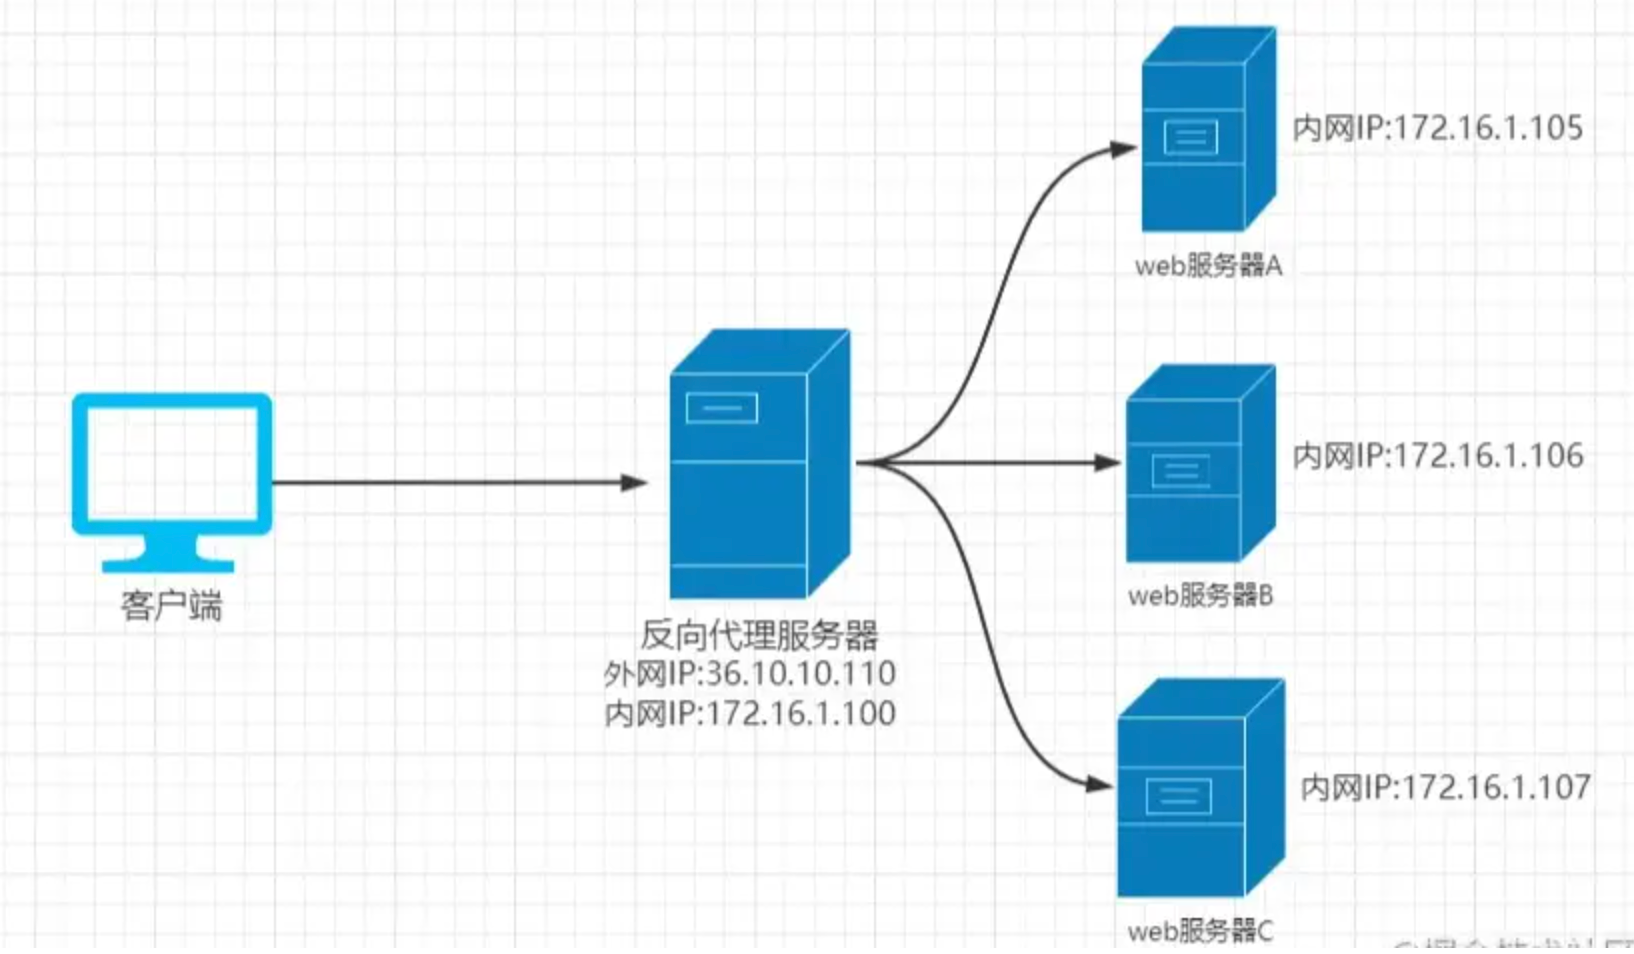 内网IP:172.16.1.105
web服务器A
内网IP:172.16.1.106
web服务器B
客户端
反向代理服务器
外网IP:36.10.10.110
内网IP:172.16.1.100
内网IP:172.16.1.107
web服务器C